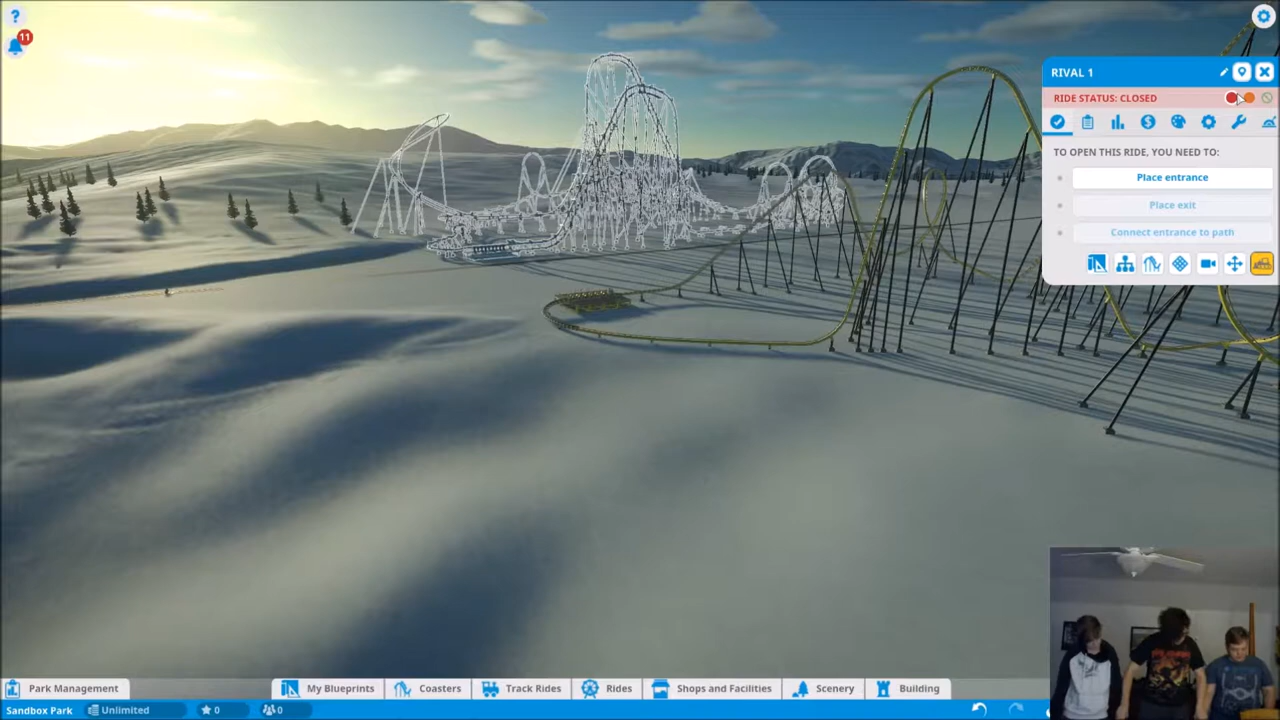 ?
11
RIVAL 1
RIDE STATUS: CLOSED
TO OPEN THIS RIDE, YOU NEED TO:
Place entrance
Place exit
Connect entrance to path
Park Management
My Blueprints
Coasters
Track Rides
Rides
Shops and Facilities
Scenery
Building
Sandbox Park
Unlimited
0
0